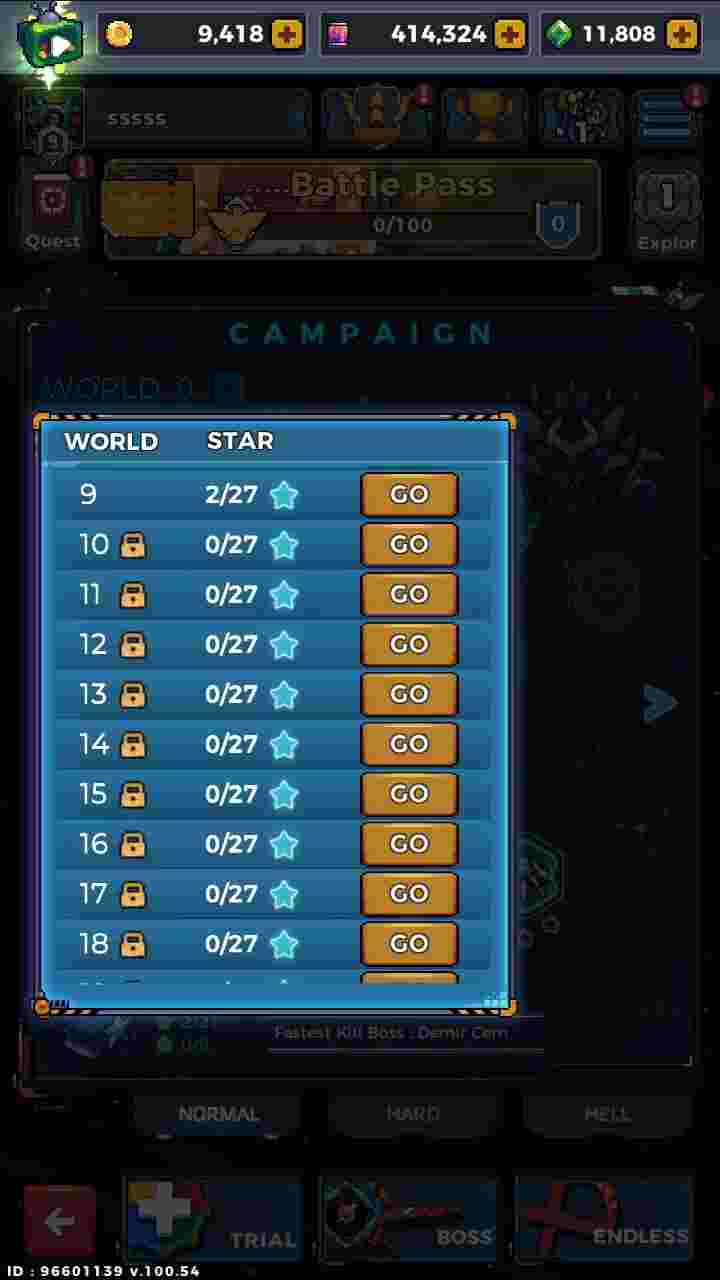 9,418 414,324 11,808
9 sssss 1
Battle Pass 1
0/100 0
Quest Explor
CAMPAIGN
WORLD 9
WORLD STAR
9 2/27 GO
10 0/27 GO
11 0/27 GO
12 0/27 GO
13 0/27 GO
14 0/27 GO
15 0/27 GO
16 0/27 GO
17 0/27 GO
18 0/27 GO
Fastest Kill Boss : Demir Cem
NORMAL HARD HELL
TRIAL BOSS ENDLESS
ID : 96601139 v.100.54